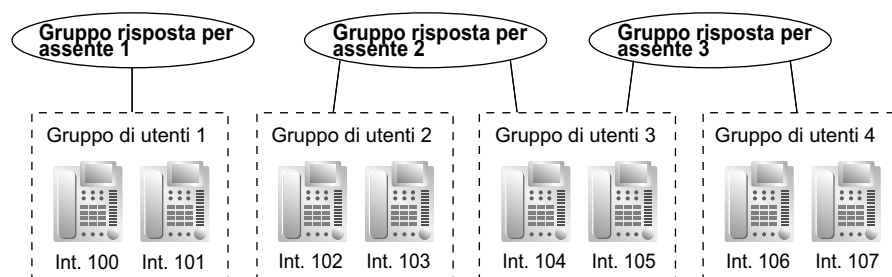 Gruppo risposta per
assente 1
Gruppo risposta per
assente 2
Gruppo risposta per
assente 3
Gruppo di utenti 1
Gruppo di utenti 2
Gruppo di utenti 3
Gruppo di utenti 4
Int. 100
Int. 101
Int. 102
Int. 103
Int. 104
Int. 105
Int. 106
Int. 107